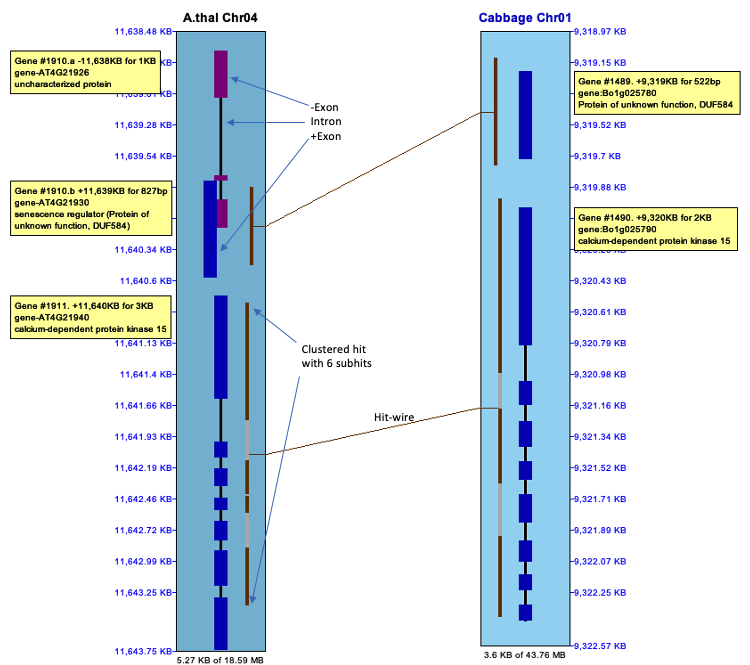 A.thal Chr04
Cabbage Chr01
11,638.48 KB
Gene #1910.a -11,638KB for 1KB
gene-AT4G21926
uncharacterized protein
11,639.28 KB
11,639.54 KB
Gene #1910.b +11,639KB for 827bp
gene-AT4G21930
senescence regulator (Protein of
unknown function, DUF584)
11,640.34 KB
11,640.6 KB
Gene #1911. +11,640KB for 3KB
gene-AT4G21940
calcium-dependent protein kinase 15
11,641.13 KB
11,641.4 KB
11,641.66 KB
11,641.93 KB
11,642.19 KB
11,642.46 KB
11,642.72 KB
11,642.99 KB
11,643.25 KB
11,643.75 KB
5.27 KB of 18.59 MB
-Exon
Intron
+Exon
Clustered hit
with 6 subhits
Hit-wire
9,318.97 KB
9,319.15 KB
Gene #1489. +9,319KB for 522bp
gene:Bo1g025780
Protein of unknown function, DUF584
9,319.52 KB
9,319.7 KB
9,319.88 KB
Gene #1490. +9,320KB for 2KB
gene:Bo1g025790
calcium-dependent protein kinase 15
9,320.43 KB
9,320.61 KB
9,320.79 KB
9,320.98 KB
9,321.16 KB
9,321.34 KB
9,321.52 KB
9,321.71 KB
9,321.89 KB
9,322.07 KB
9,322.25 KB
9,322.57 KB
3.6 KB of 43.76 MB